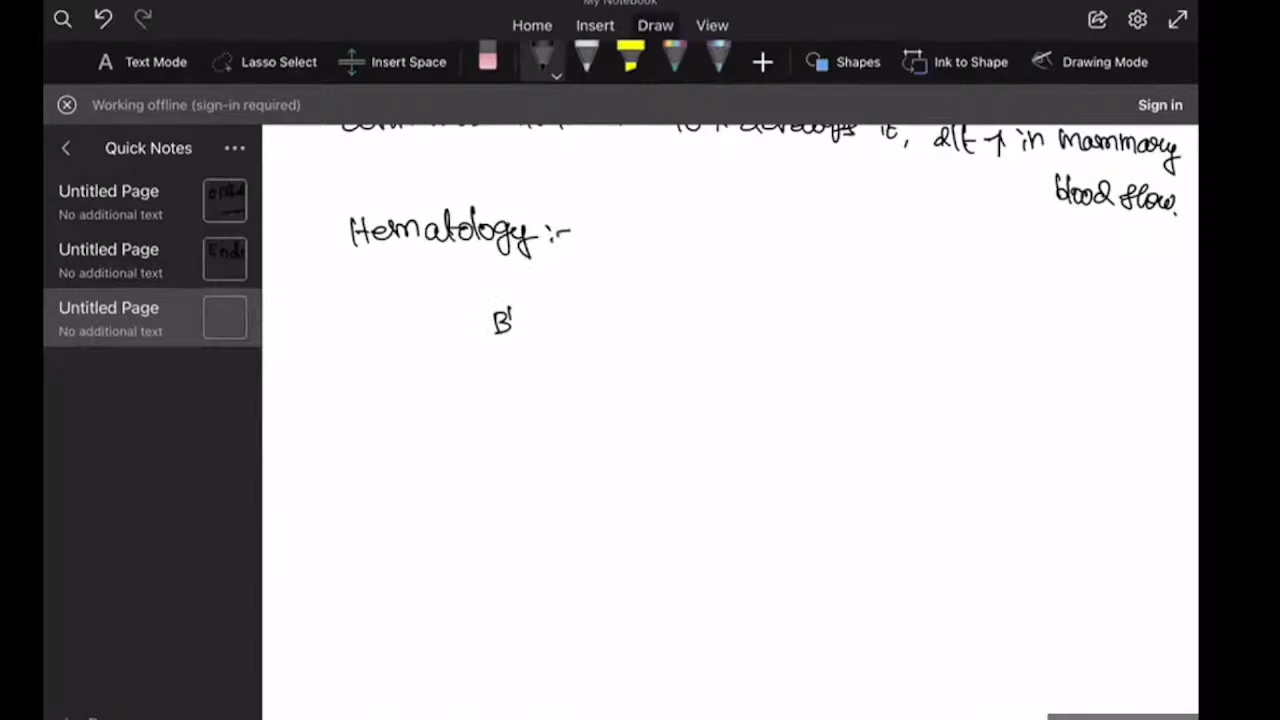 My Notebook
Home Insert Draw View
Text Mode Lasso Select Insert Space Shapes Ink to Shape Drawing Mode
Working offline (sign-in required) Sign in
Quick Notes
Untitled Page
No additional text
Untitled Page
No additional text
Untitled Page
No additional text
it, d/t ↑ in mammary
blood flow.
Hematology :-
B